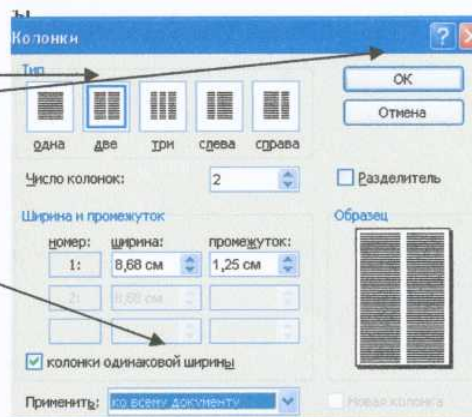 ы
Колонки
Тип
ОК
Отмена
одна две три слева справа
Число колонок: 2
Разделитель
Ширина и промежуток
Образец
номер: ширина: промежуток:
1: 8,68 см 1,25 см
2: 8,68 см
колонки одинаковой ширины
Применить: ко всему документу
Новая колонка